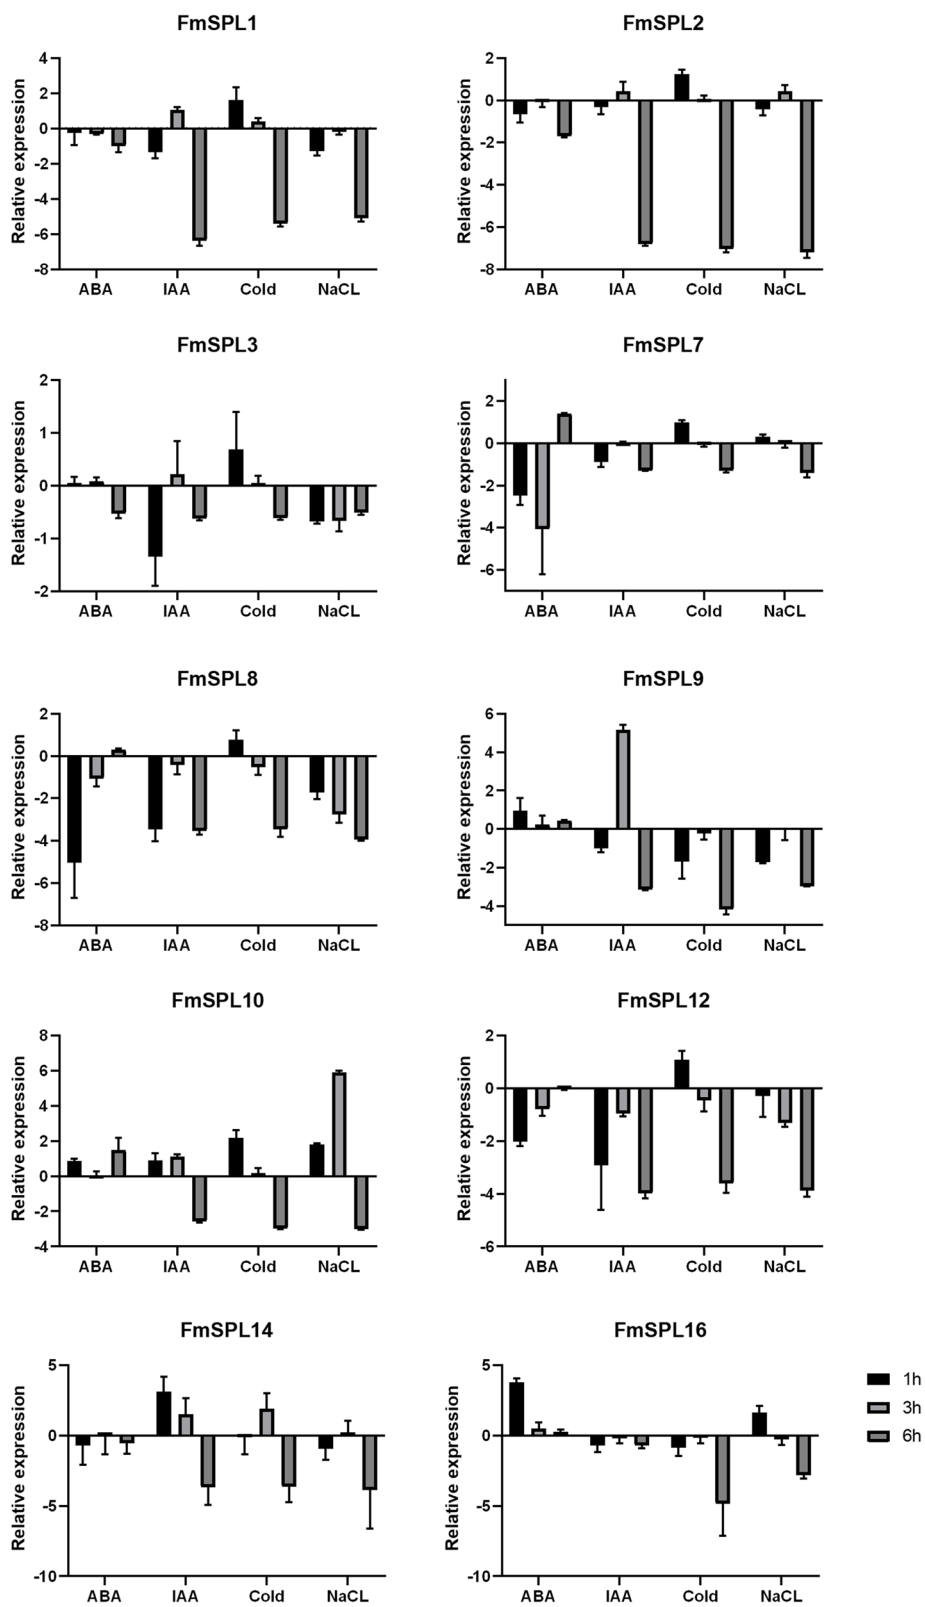 FmSPL1
Relative expression
4
2
0
-2
-4
-6
-8
ABA IAA Cold NaCL
FmSPL2
Relative expression
2
0
-2
-4
-6
-8
ABA IAA Cold NaCL
FmSPL3
Relative expression
2
1
0
-1
-2
ABA IAA Cold NaCL
FmSPL7
Relative expression
2
0
-2
-4
-6
ABA IAA Cold NaCL
FmSPL8
Relative expression
2
0
-2
-4
-6
-8
ABA IAA Cold NaCL
FmSPL9
Relative expression
6
4
2
0
-2
-4
ABA IAA Cold NaCL
FmSPL10
Relative expression
8
6
4
2
0
-2
-4
ABA IAA Cold NaCL
FmSPL12
Relative expression
2
0
-2
-4
-6
ABA IAA Cold NaCL
FmSPL14
Relative expression
5
0
-5
-10
ABA IAA Cold NaCL
FmSPL16
Relative expression
5
0
-5
-10
ABA IAA Cold NaCL
1h
3h
6h